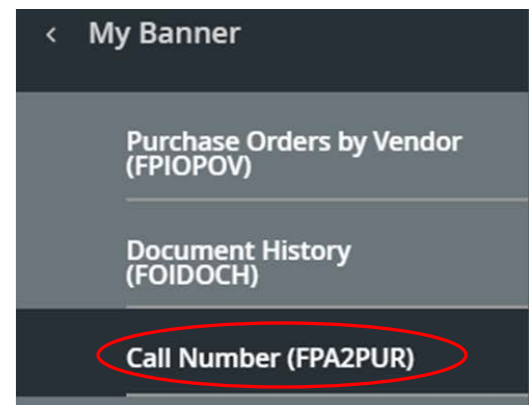 < My Banner
Purchase Orders by Vendor
(FPIOPOV)
Document History
(FOIDOCH)
Call Number (FPA2PUR)